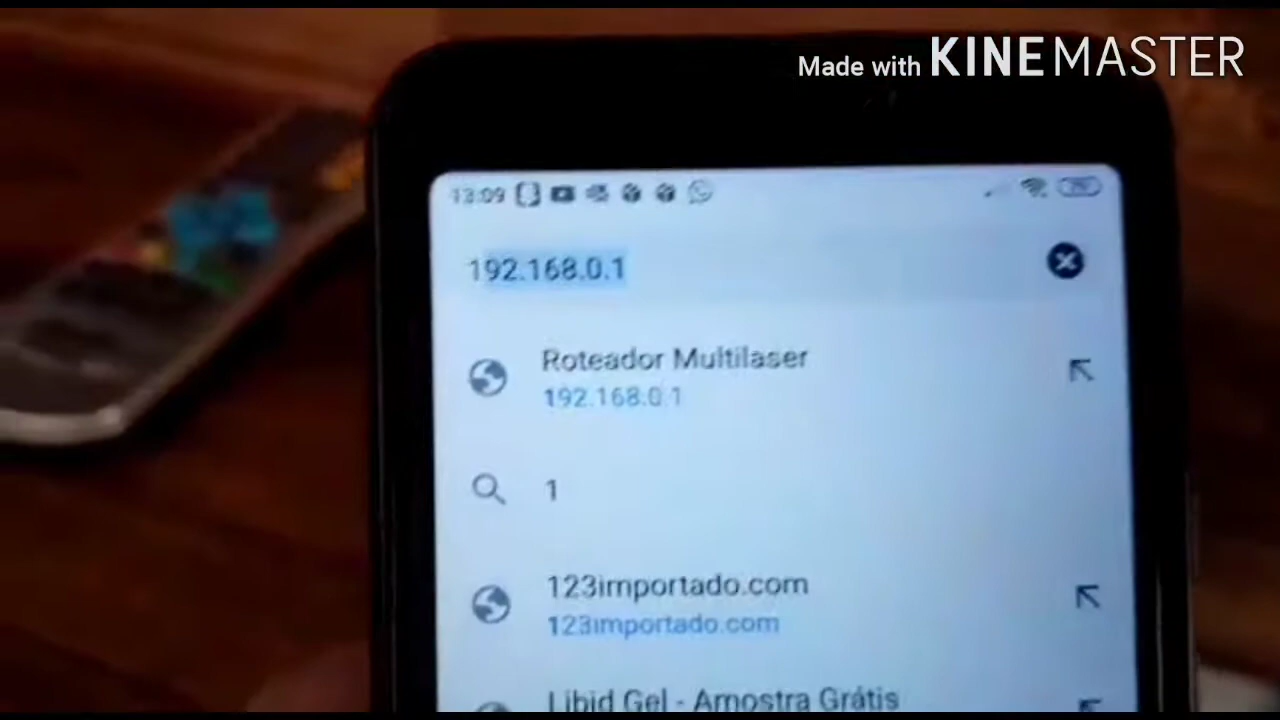 Made with KINEMASTER
13:09
192.168.0.1
Roteador Multilaser
192.168.0.1
1
123importado.com
123importado.com
Libid Gel - Amostra Grátis